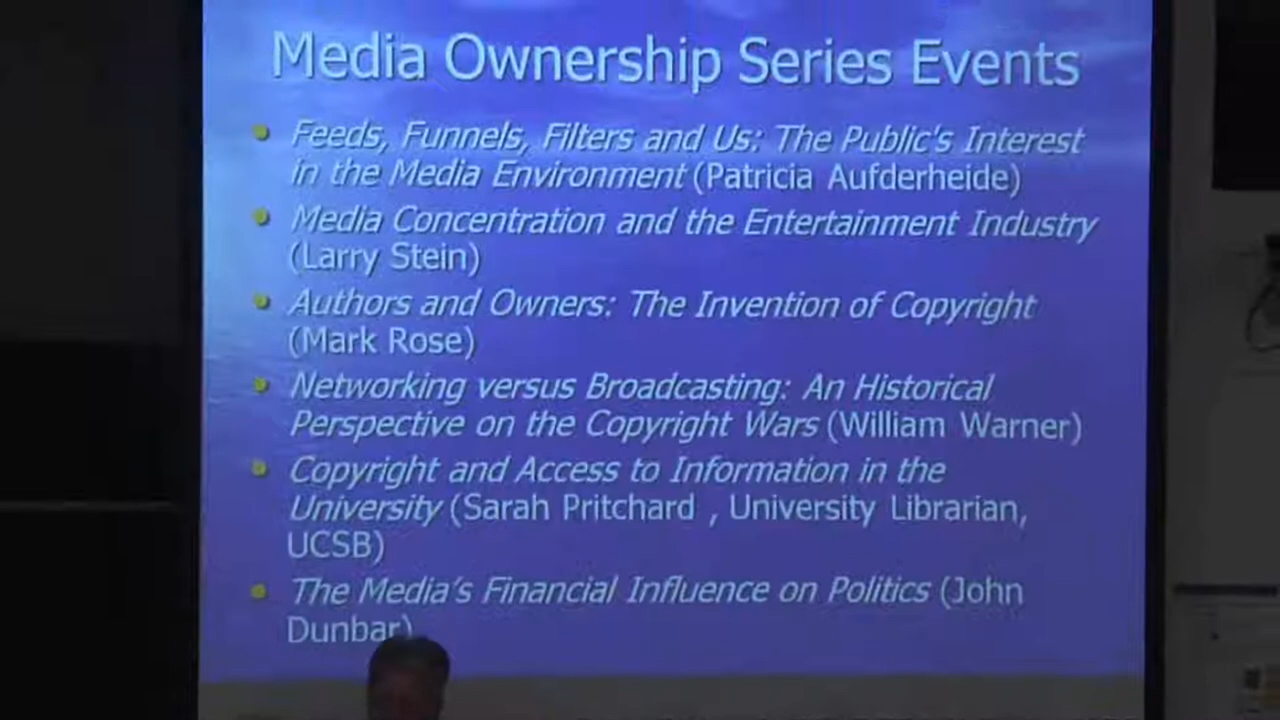 Media Ownership Series Events
Feeds, Funnels, Filters and Us: The Public's Interest
in the Media Environment (Patricia Aufderheide)
Media Concentration and the Entertainment Industry
(Larry Stein)
Authors and Owners: The Invention of Copyright
(Mark Rose)
Networking versus Broadcasting: An Historical
Perspective on the Copyright Wars (William Warner)
Copyright and Access to Information in the
University (Sarah Pritchard , University Librarian,
UCSB)
The Media's Financial Influence on Politics (John
Dunbar)